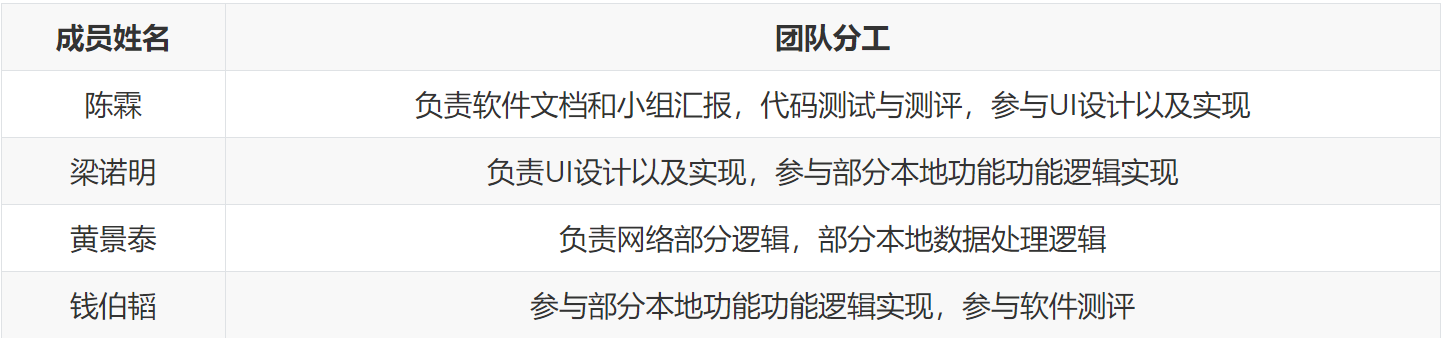 成员姓名 团队分工
陈霖 负责软件文档和小组汇报，代码测试与测评，参与UI设计以及实现
梁诺明 负责UI设计以及实现，参与部分本地功能功能逻辑实现
黄景泰 负责网络部分逻辑，部分本地数据处理逻辑
钱伯韬 参与部分本地功能功能逻辑实现，参与软件测评